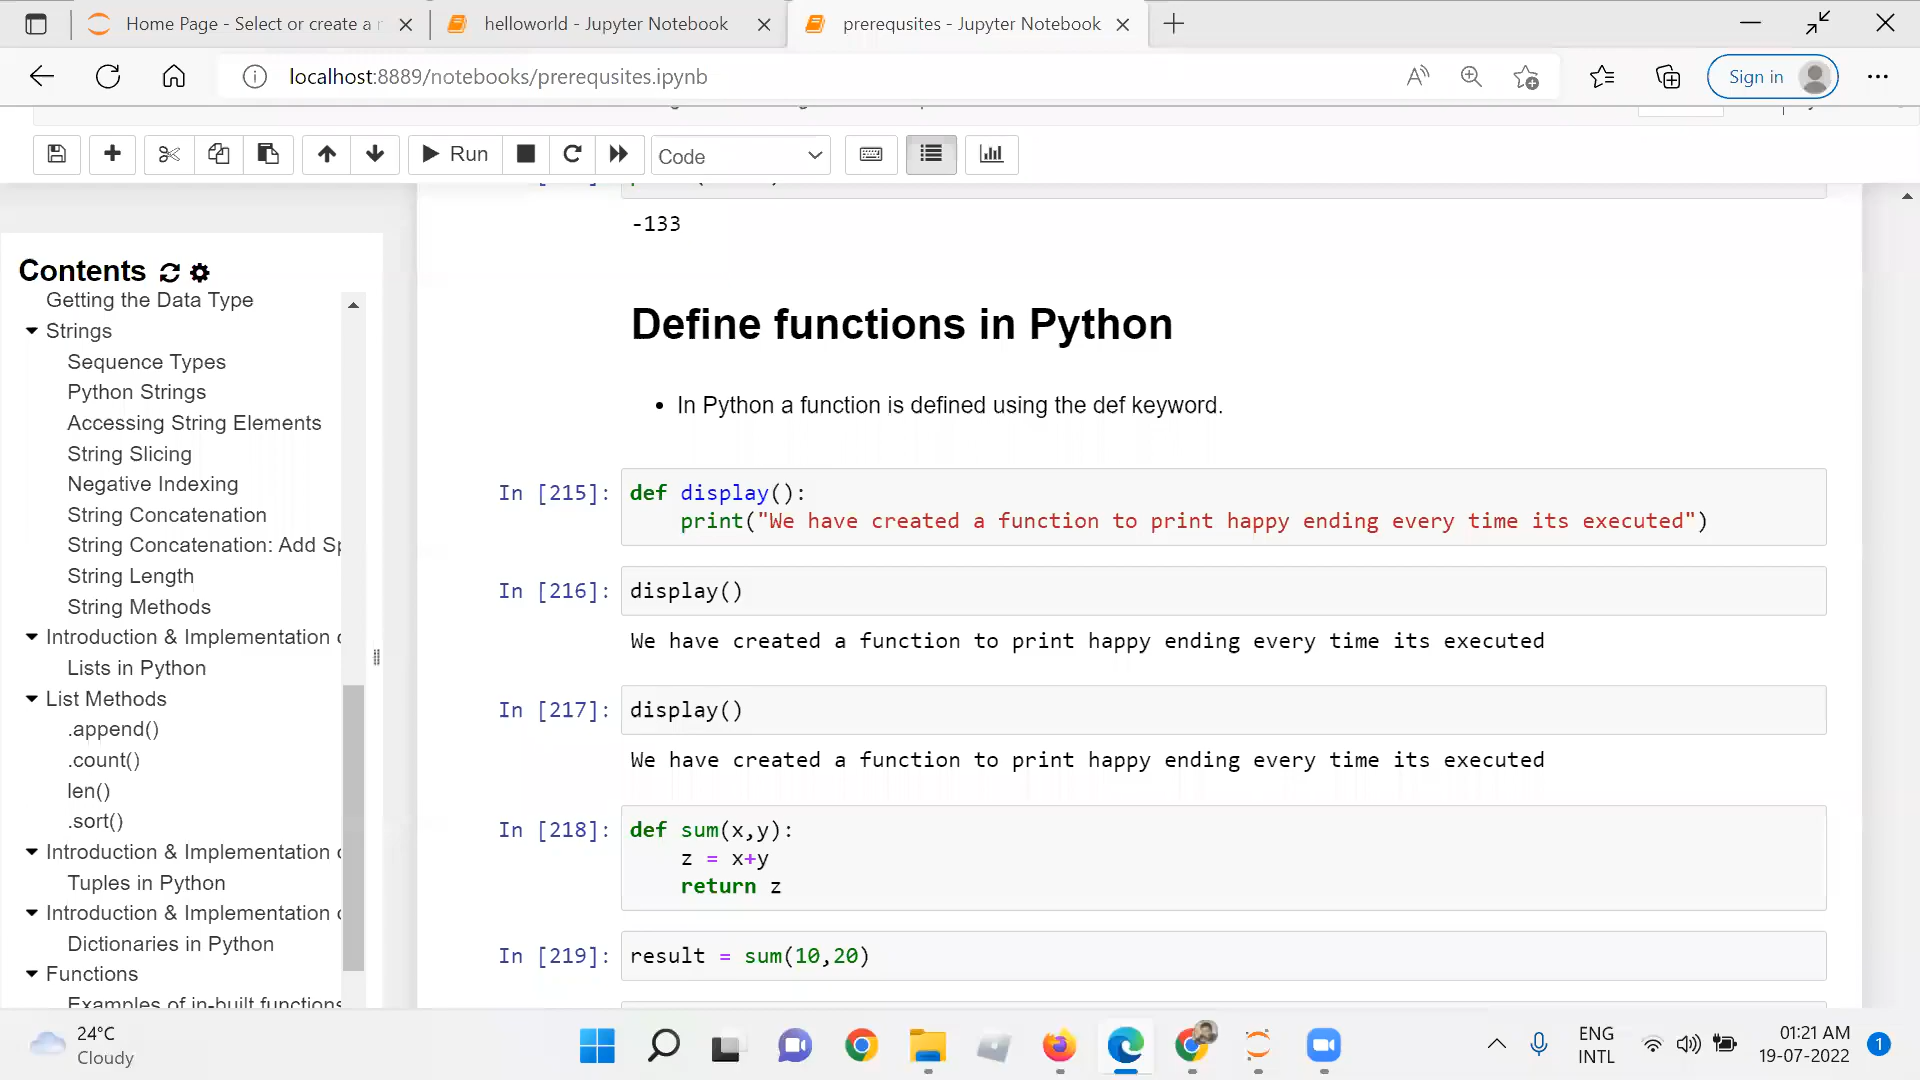 Home Page - Select or create a n
helloworld - Jupyter Notebook
prerequsites - Jupyter Notebook
localhost:8889/notebooks/prerequsites.ipynb
Sign in
Run
Code
-133
Contents
Getting the Data Type
Strings
Sequence Types
Python Strings
Accessing String Elements
String Slicing
Negative Indexing
String Concatenation
String Concatenation: Add Sp
String Length
String Methods
Introduction & Implementation o
Lists in Python
List Methods
.append()
.count()
len()
.sort()
Introduction & Implementation o
Tuples in Python
Introduction & Implementation o
Dictionaries in Python
Functions
Examples of in-built functions
Define functions in Python
• In Python a function is defined using the def keyword.
In [215]: def display():
print("We have created a function to print happy ending every time its executed")
In [216]: display()
We have created a function to print happy ending every time its executed
In [217]: display()
We have created a function to print happy ending every time its executed
In [218]: def sum(x,y):
z = x+y
return z
In [219]: result = sum(10,20)
24°C
Cloudy
ENG
INTL
01:21 AM
19-07-2022
1